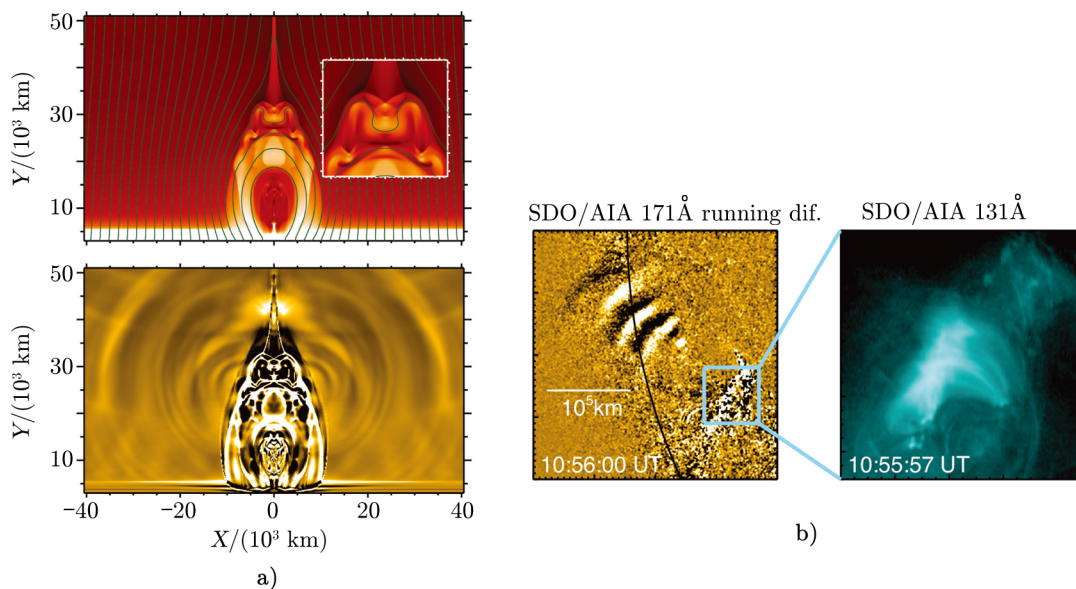 50
30
10
Y/(10³ km)
50
30
10
Y/(10³ km)
−40 −20 0 20 40
X/(10³ km)
a)
SDO/AIA 171Å running dif.
10⁵km
10:56:00 UT
SDO/AIA 131Å
10:55:57 UT
b)